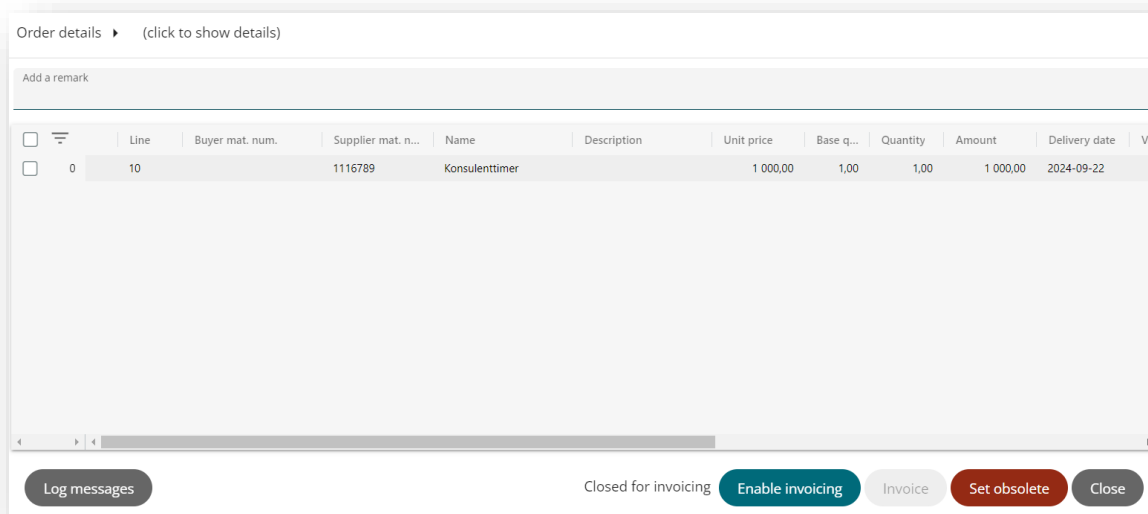 Order details (click to show details)
Add a remark
Line Buyer mat. num. Supplier mat. n... Name Description Unit price Base q... Quantity Amount Delivery date V
0 10 1116789 Konsulenttimer 1 000,00 1,00 1,00 1 000,00 2024-09-22
Log messages Closed for invoicing Enable invoicing Invoice Set obsolete Close